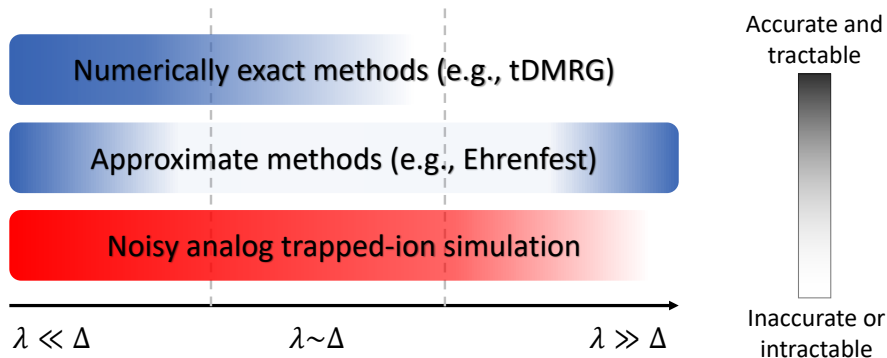 Numerically exact methods (e.g., tDMRG)
Approximate methods (e.g., Ehrenfest)
Noisy analog trapped-ion simulation
λ ≪ Δ
λ~Δ
λ ≫ Δ
Accurate and
tractable
Inaccurate or
intractable